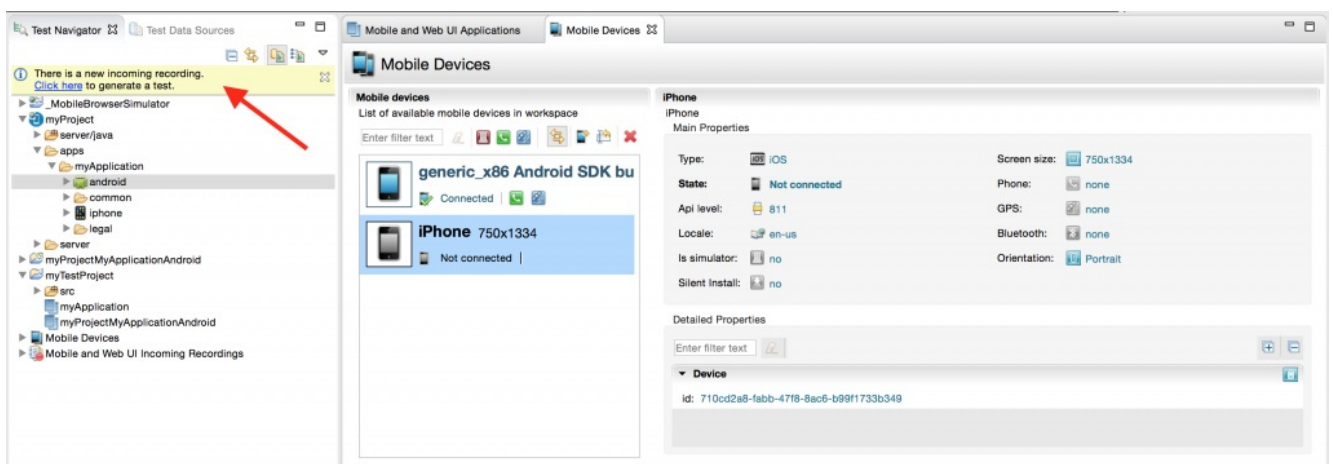 Test Navigator
Test Data Sources
There is a new incoming recording.
Click here to generate a test.
_MobileBrowserSimulator
myProject
server/java
apps
myApplication
android
common
iphone
legal
server
myProjectMyApplicationAndroid
myTestProject
src
myApplication
myProjectMyApplicationAndroid
Mobile Devices
Mobile and Web UI Incoming Recordings
Mobile and Web UI Applications
Mobile Devices
Mobile Devices
Mobile devices
List of available mobile devices in workspace
Enter filter text
generic_x86 Android SDK bu
Connected
iPhone 750x1334
Not connected
iPhone
iPhone
Main Properties
Type: iOS
Screen size: 750x1334
State: Not connected
Phone: none
Api level: 811
GPS: none
Locale: en-us
Bluetooth: none
Is simulator: no
Orientation: Portrait
Silent Install: no
Detailed Properties
Enter filter text
Device
id: 710cd2a8-fabb-47f8-8ac6-b99f1733b349